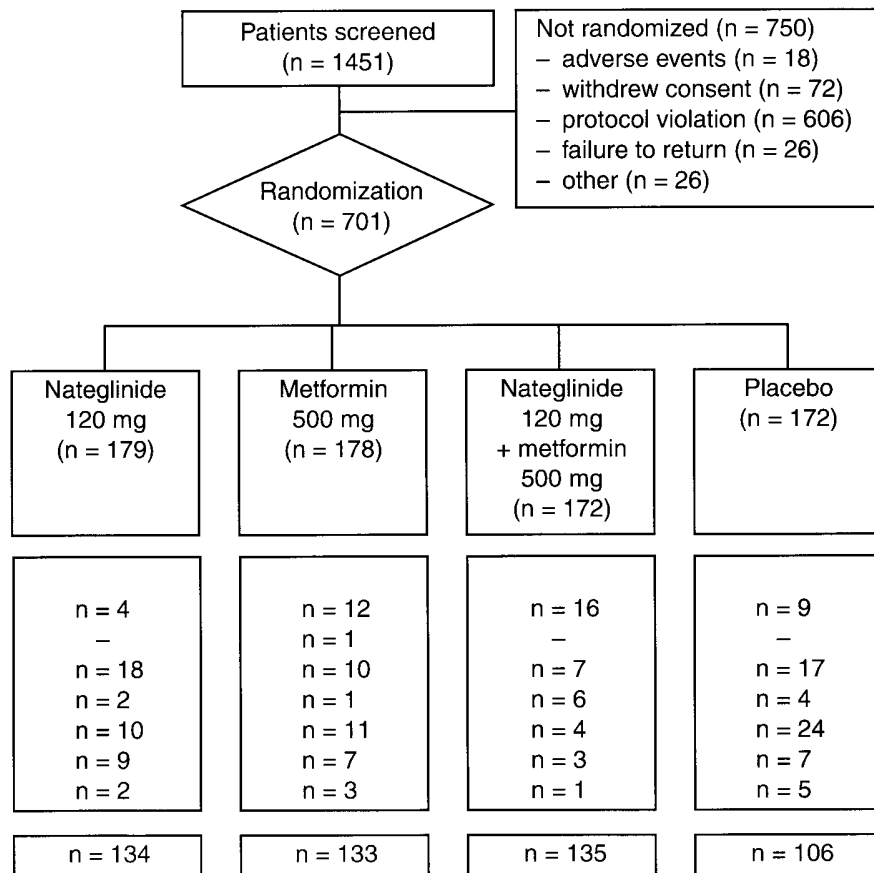 Patients screened
(n = 1451)
Not randomized (n = 750)
– adverse events (n = 18)
– withdrew consent (n = 72)
– protocol violation (n = 606)
– failure to return (n = 26)
– other (n = 26)
Randomization
(n = 701)
Nateglinide
120 mg
(n = 179)
Metformin
500 mg
(n = 178)
Nateglinide
120 mg
+ metformin
500 mg
(n = 172)
Placebo
(n = 172)
n = 4
–
n = 18
n = 2
n = 10
n = 9
n = 2
n = 12
n = 1
n = 10
n = 1
n = 11
n = 7
n = 3
n = 16
–
n = 7
n = 6
n = 4
n = 3
n = 1
n = 9
–
n = 17
n = 4
n = 24
n = 7
n = 5
n = 134
n = 133
n = 135
n = 106